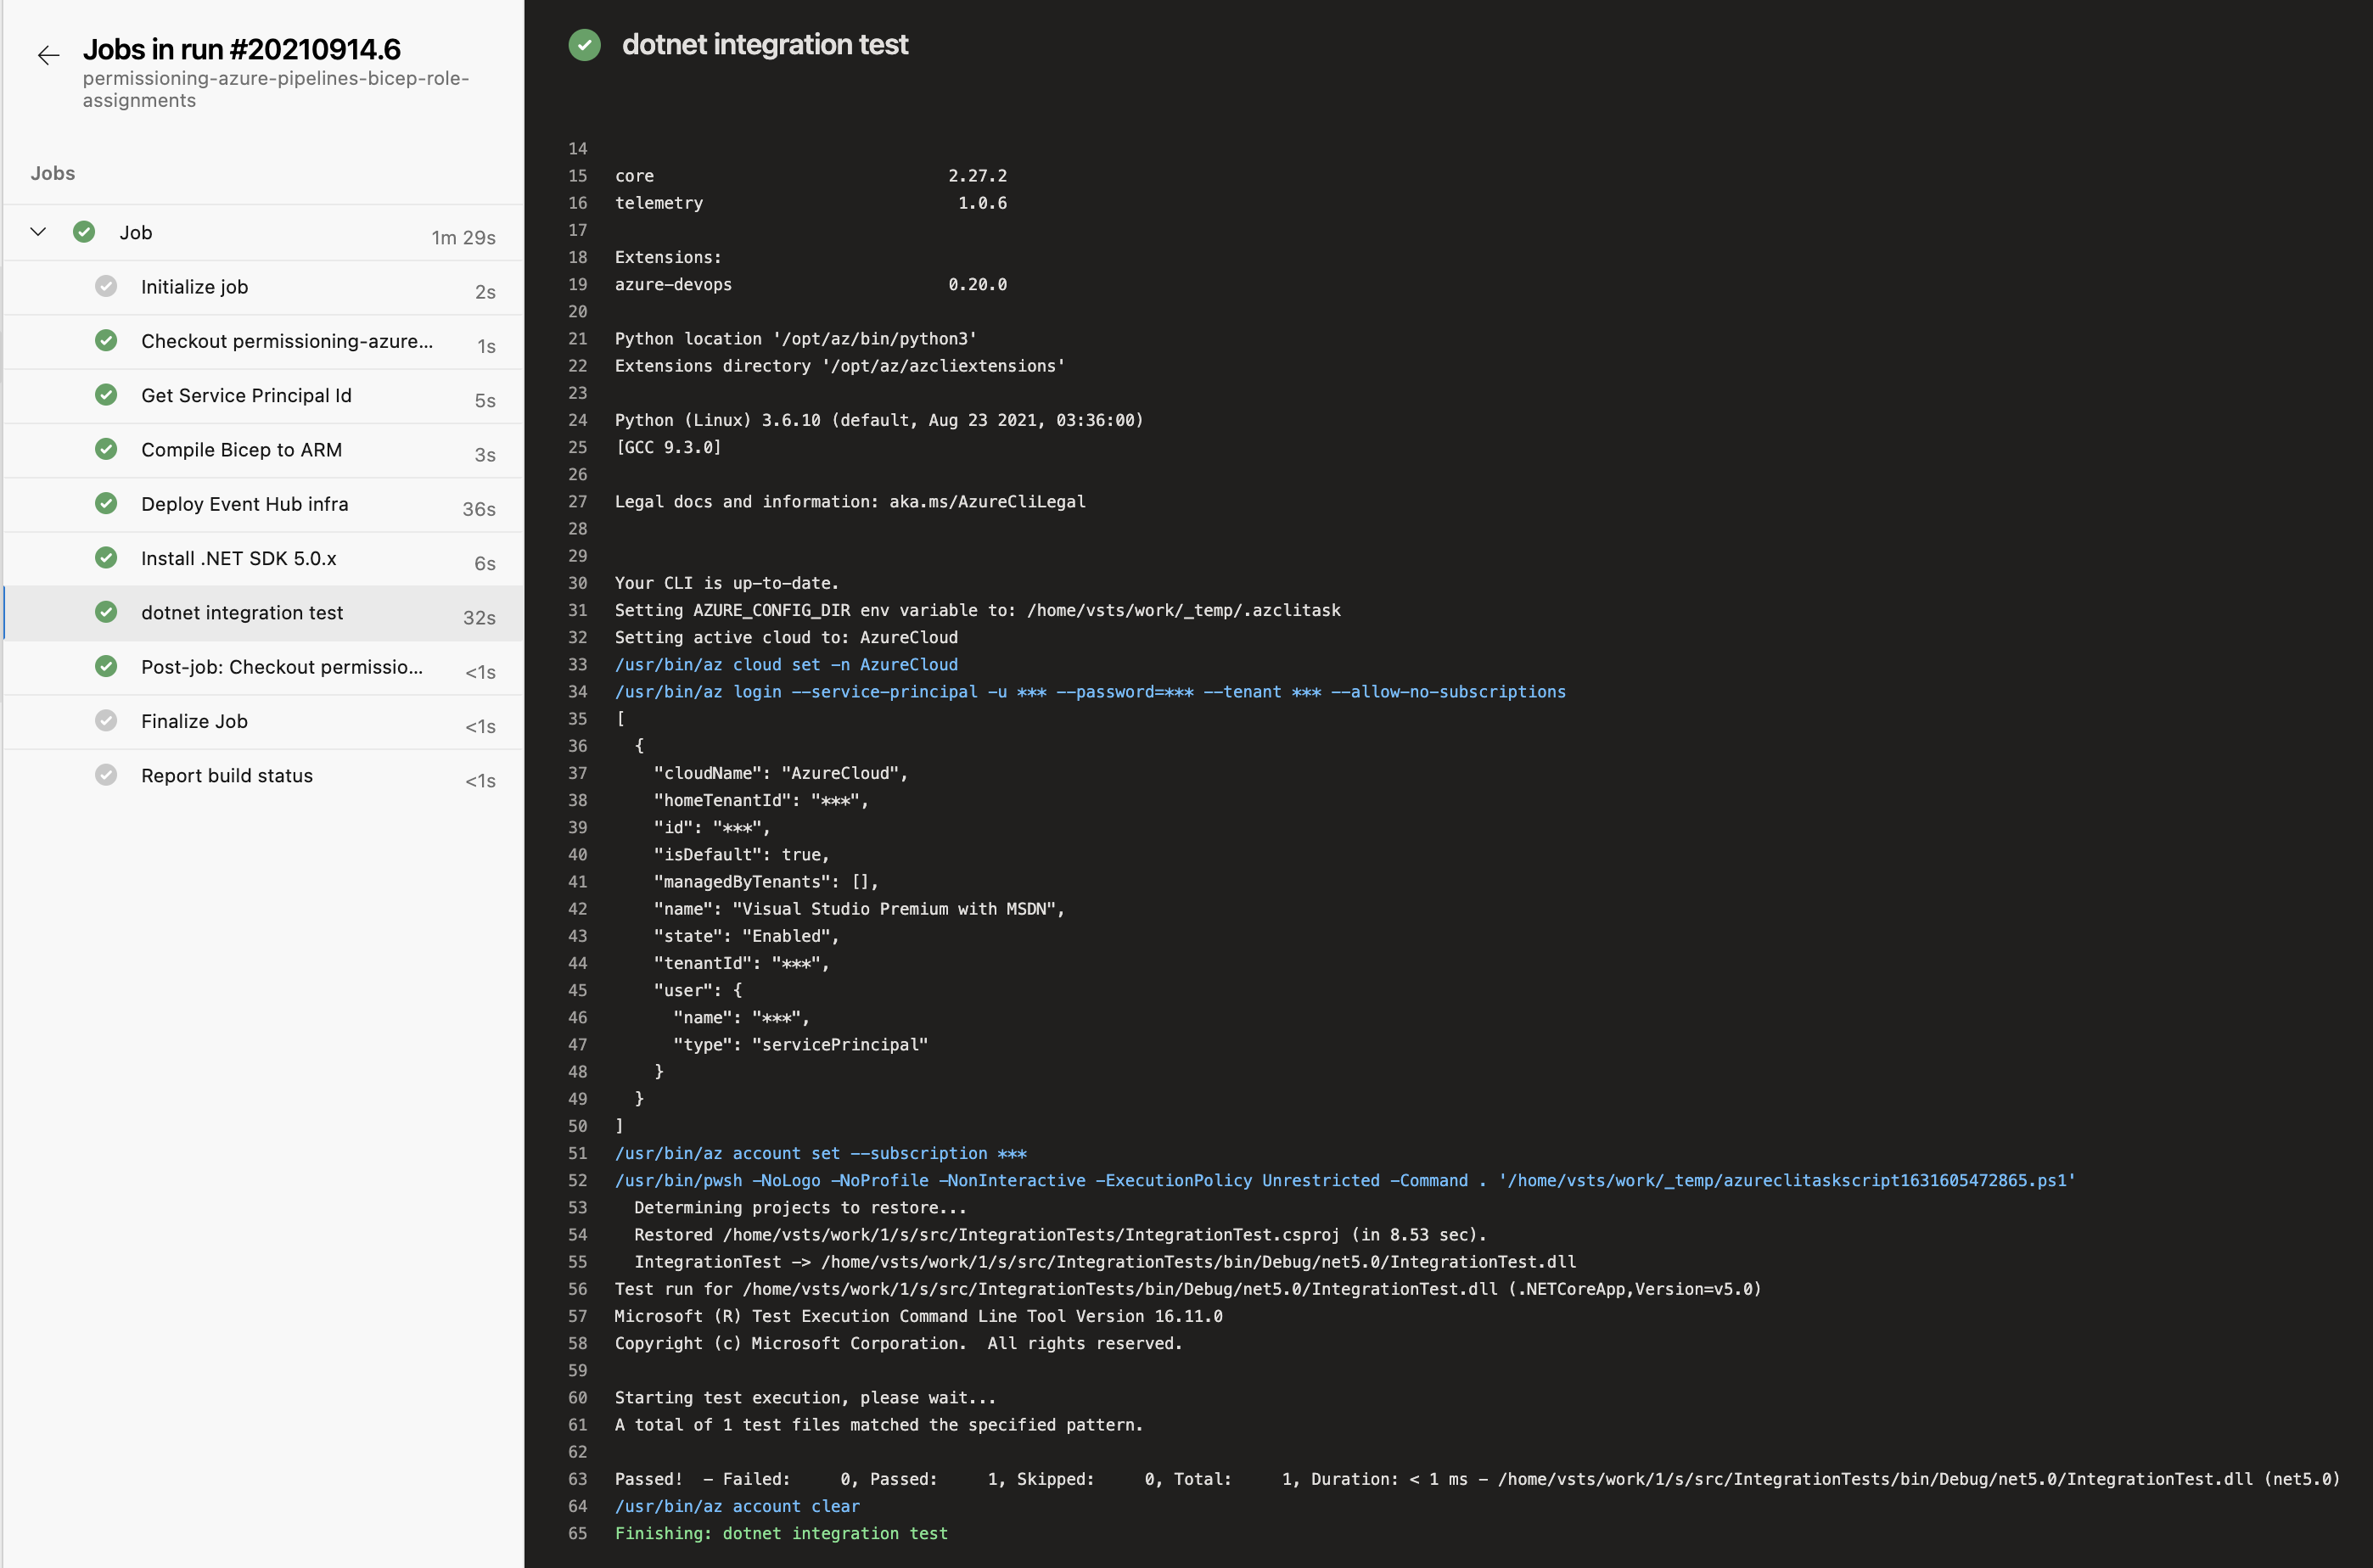 Jobs in run #20210914.6
permissioning-azure-pipelines-bicep-role-
assignments
Jobs
Job 1m 29s
Initialize job 2s
Checkout permissioning-azure... 1s
Get Service Principal Id 5s
Compile Bicep to ARM 3s
Deploy Event Hub infra 36s
Install .NET SDK 5.0.x 6s
dotnet integration test 32s
Post-job: Checkout permissio... <1s
Finalize Job <1s
Report build status <1s
dotnet integration test
14
15 core 2.27.2
16 telemetry 1.0.6
17
18 Extensions:
19 azure-devops 0.20.0
20
21 Python location '/opt/az/bin/python3'
22 Extensions directory '/opt/az/azcliextensions'
23
24 Python (Linux) 3.6.10 (default, Aug 23 2021, 03:36:00)
25 [GCC 9.3.0]
26
27 Legal docs and information: aka.ms/AzureCliLegal
28
29
30 Your CLI is up-to-date.
31 Setting AZURE_CONFIG_DIR env variable to: /home/vsts/work/_temp/.azclitask
32 Setting active cloud to: AzureCloud
33 /usr/bin/az cloud set -n AzureCloud
34 /usr/bin/az login --service-principal -u *** --password=*** --tenant *** --allow-no-subscriptions
35 [
36 {
37 "cloudName": "AzureCloud",
38 "homeTenantId": "***",
39 "id": "***",
40 "isDefault": true,
41 "managedByTenants": [],
42 "name": "Visual Studio Premium with MSDN",
43 "state": "Enabled",
44 "tenantId": "***",
45 "user": {
46 "name": "***",
47 "type": "servicePrincipal"
48 }
49 }
50 ]
51 /usr/bin/az account set --subscription ***
52 /usr/bin/pwsh -NoLogo -NoProfile -NonInteractive -ExecutionPolicy Unrestricted -Command . '/home/vsts/work/_temp/azureclitaskscript1631605472865.ps1'
53 Determining projects to restore...
54 Restored /home/vsts/work/1/s/src/IntegrationTests/IntegrationTest.csproj (in 8.53 sec).
55 IntegrationTest -> /home/vsts/work/1/s/src/IntegrationTests/bin/Debug/net5.0/IntegrationTest.dll
56 Test run for /home/vsts/work/1/s/src/IntegrationTests/bin/Debug/net5.0/IntegrationTest.dll (.NETCoreApp,Version=v5.0)
57 Microsoft (R) Test Execution Command Line Tool Version 16.11.0
58 Copyright (c) Microsoft Corporation.  All rights reserved.
59
60 Starting test execution, please wait...
61 A total of 1 test files matched the specified pattern.
62
63 Passed!  - Failed:     0, Passed:     1, Skipped:     0, Total:     1, Duration: < 1 ms - /home/vsts/work/1/s/src/IntegrationTests/bin/Debug/net5.0/IntegrationTest.dll (net5.0)
64 /usr/bin/az account clear
65 Finishing: dotnet integration test